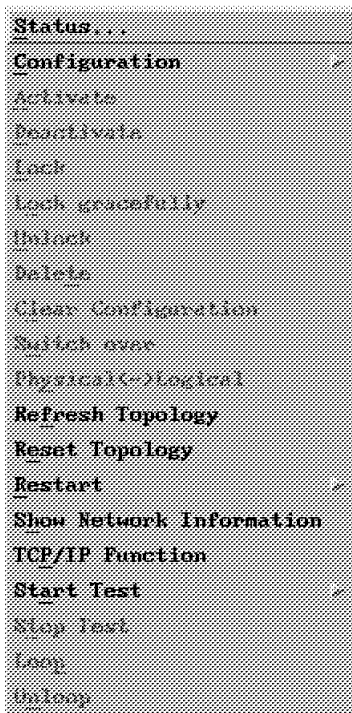 Status...
Configuration
Activate
Deactivate
Lock
Lock gracefully
Unlock
Delete
Clear Configuration
Switch over
Physical<->Logical
Refresh Topology
Reset Topology
Restart
Show Network Information
TCP/IP Function
Start Test
Stop Test
Loop
Unloop